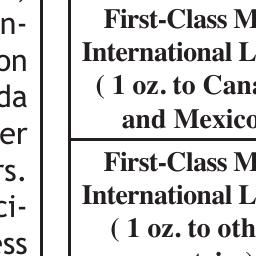 n-
on
da
er
rs.
ci-
ess
First-Class M
International L
( 1 oz. to Cana
and Mexico
First-Class M
International L
( 1 oz. to oth